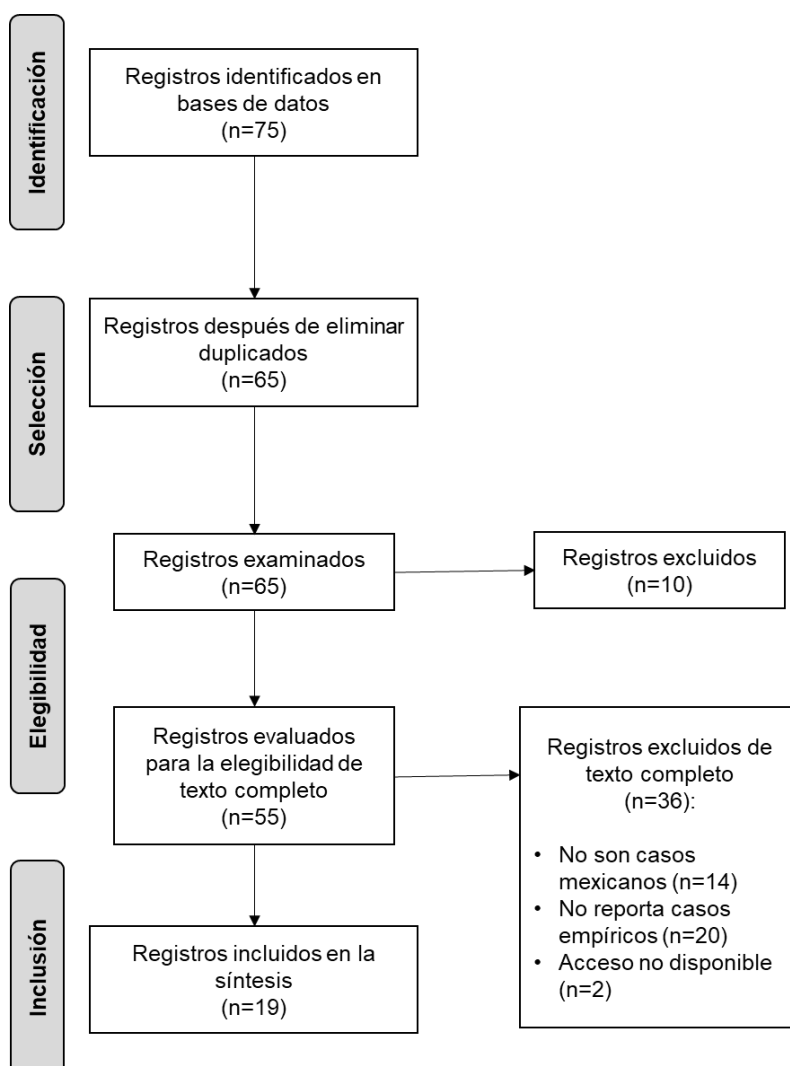 Identificación
Registros identificados en
bases de datos
(n=75)
Selección
Registros después de eliminar
duplicados
(n=65)
Elegibilidad
Registros examinados
(n=65)
Registros excluidos
(n=10)
Registros evaluados
para la elegibilidad de
texto completo
(n=55)
Registros excluidos de
texto completo
(n=36):
• No son casos
mexicanos (n=14)
• No reporta casos
empíricos (n=20)
• Acceso no disponible
(n=2)
Inclusión
Registros incluidos en la
síntesis
(n=19)